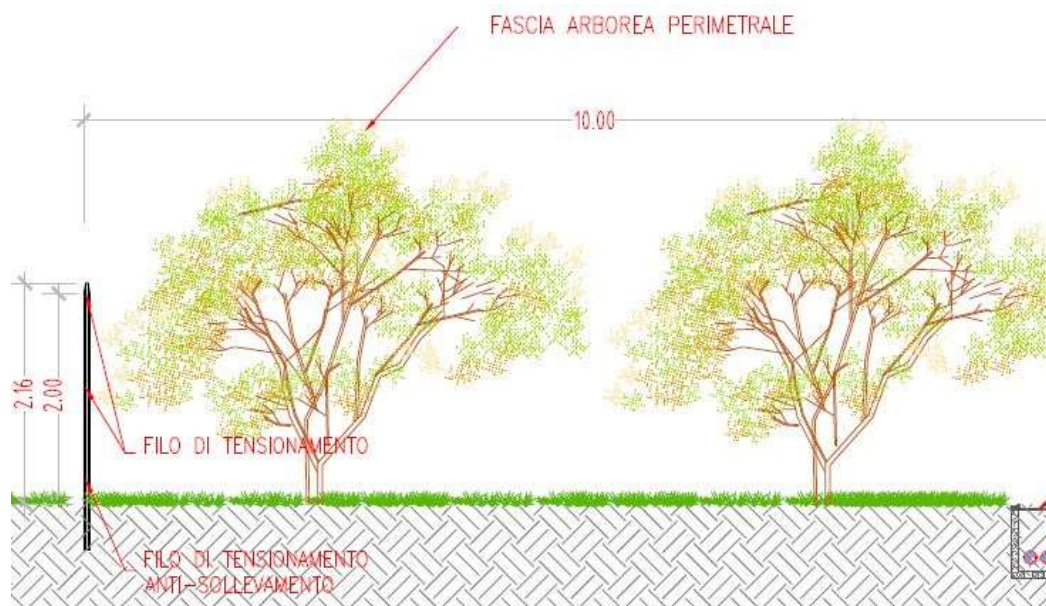 FASCIA ARBOREA PERIMETRALE
10.00
2.16
2.00
FILO DI TENSIONAMENTO
FILO DI TENSIONAMENTO
ANTI-SOLLEVAMENTO